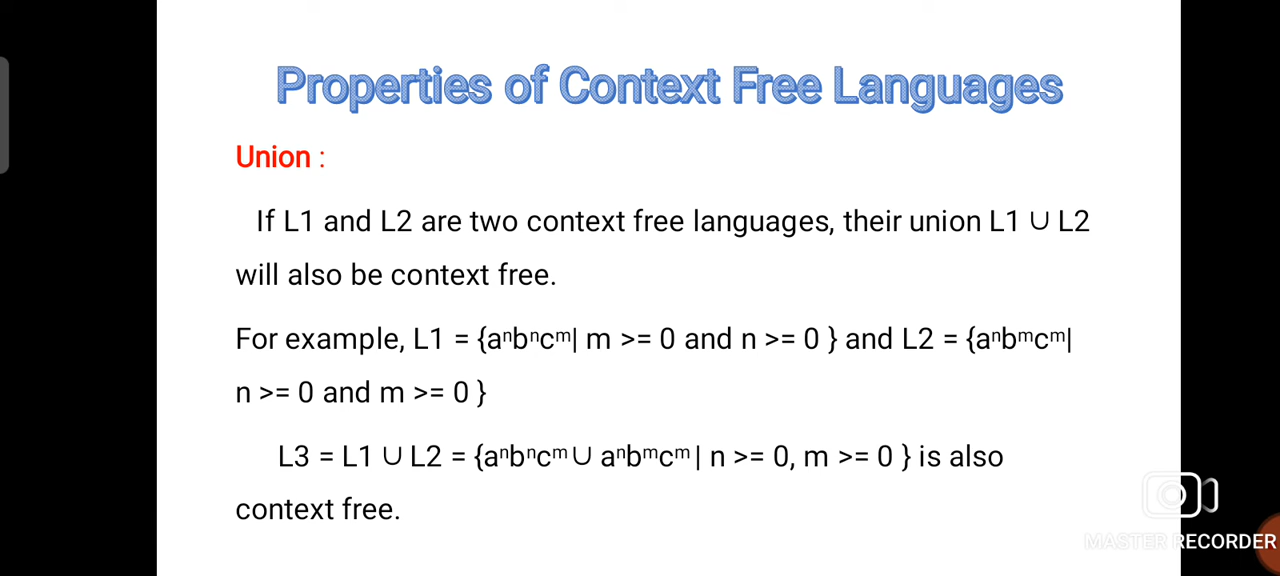 Properties of Context Free Languages
Union :
If L1 and L2 are two context free languages, their union L1 ∪ L2
will also be context free.
For example, L1 = {aⁿbⁿcᵐ| m >= 0 and n >= 0 } and L2 = {aⁿbᵐcᵐ|
n >= 0 and m >= 0 }
L3 = L1 ∪ L2 = {aⁿbⁿcᵐ ∪ aⁿbᵐcᵐ | n >= 0, m >= 0 } is also
context free.
MASTER RECORDER